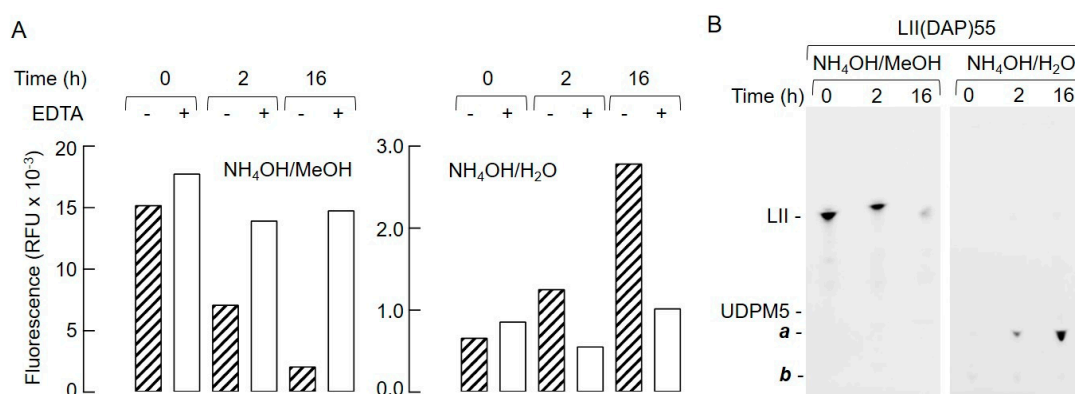 A
Time (h) 0 2 16 0 2 16
EDTA - + - + - + - + - + - +
Fluorescence (RFU x 10⁻³)
20
15
10
5
0
NH₄OH/MeOH
3.0
2.0
1.0
0.0
NH₄OH/H₂O
B
LII(DAP)55
NH₄OH/MeOH NH₄OH/H₂O
Time (h) 0 2 16 0 2 16
LII -
UDPM5 -
a -
b -